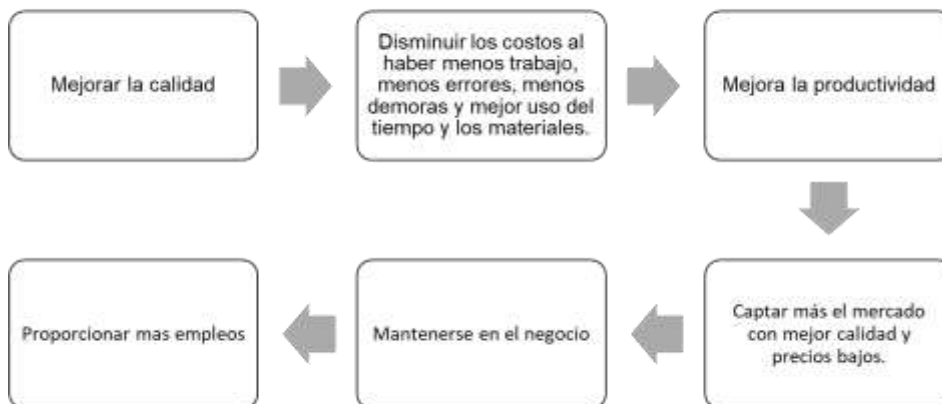 Mejorar la calidad
Disminuir los costos al
haber menos trabajo,
menos errores, menos
demoras y mejor uso del
tiempo y los materiales.
Mejora la productividad
Captar más el mercado
con mejor calidad y
precios bajos.
Mantenerse en el negocio
Proporcionar mas empleos